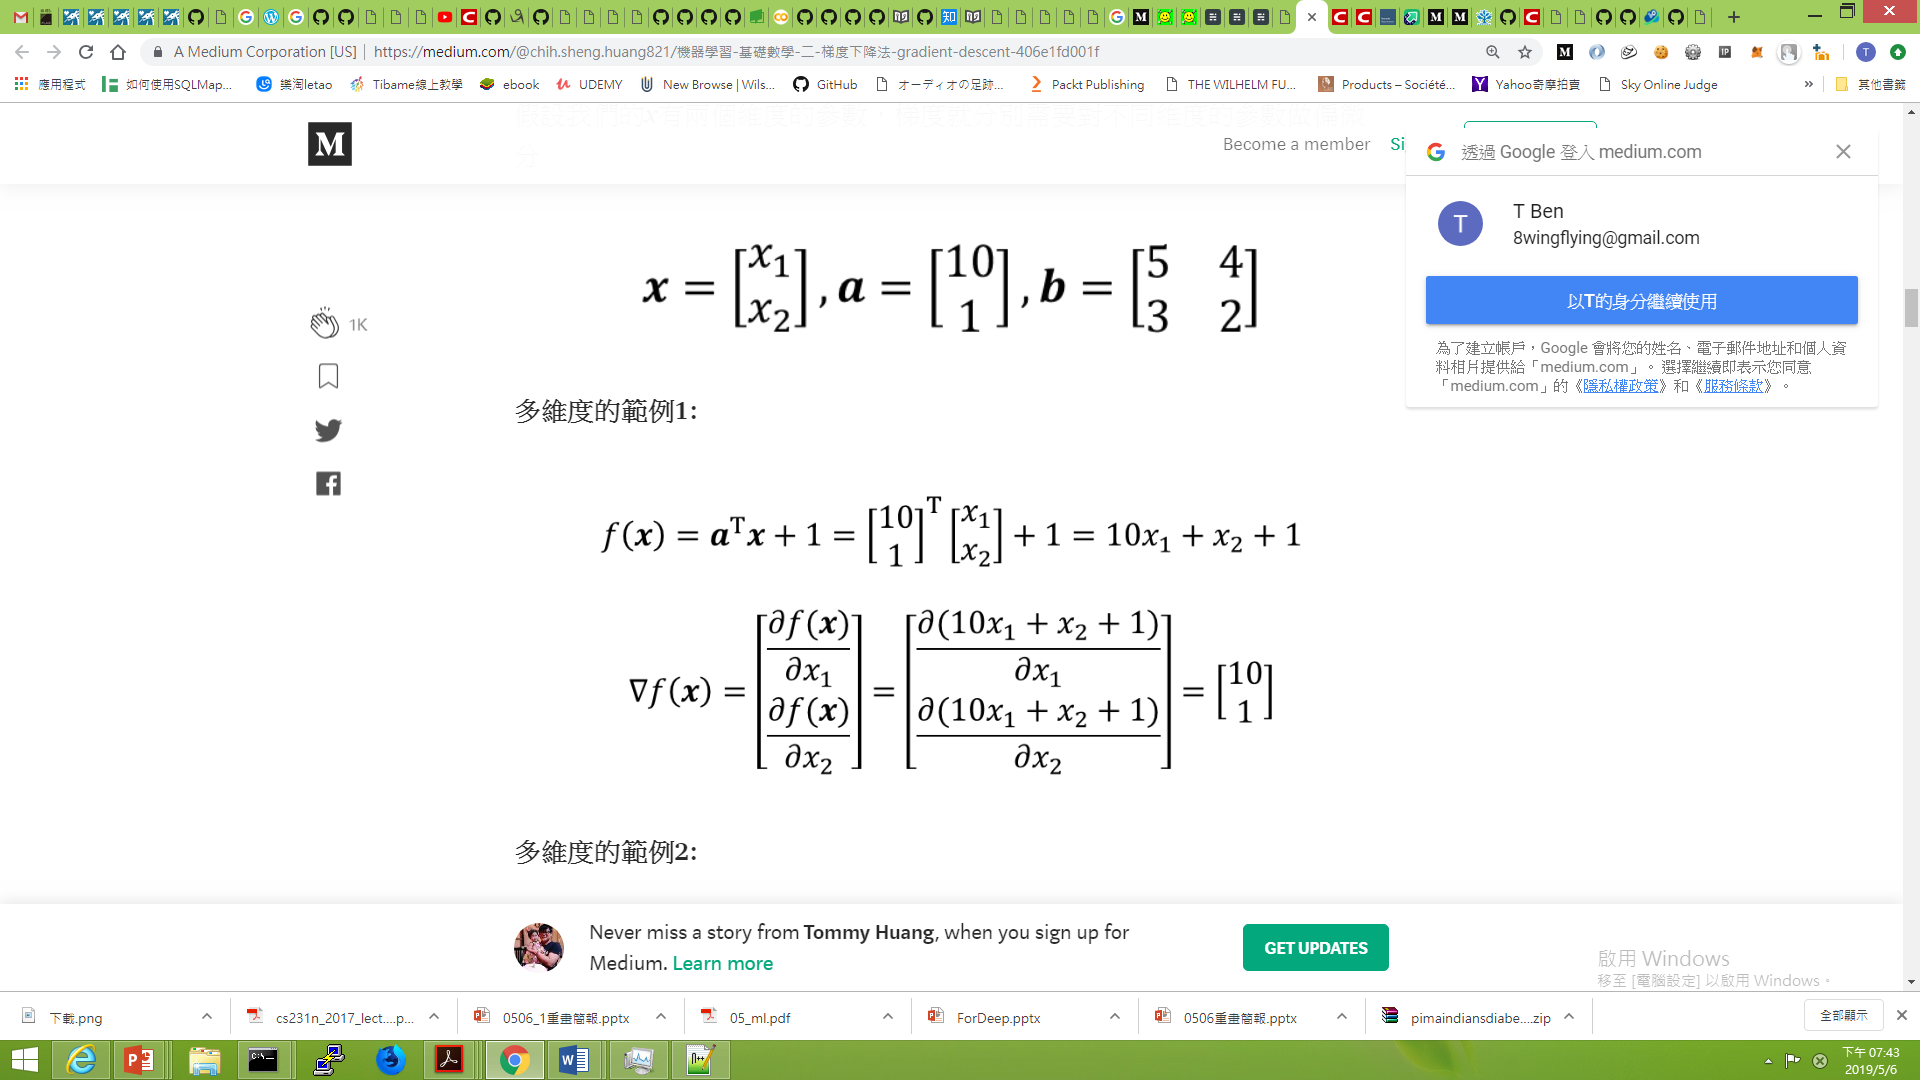 A Medium Corporation [US] | https://medium.com/@chih.sheng.huang821/機器學習-基礎數學-二-梯度下降法-gradient-descent-406e1fd001f
應用程式 如何使用SQLMap... 樂淘letao Tibame線上教學 ebook UDEMY New Browse | Wils... GitHub オーディオの足跡... Packt Publishing THE WILHELM FU... Products – Société... Yahoo奇摩拍賣 Sky Online Judge » 其他書籤
M
Become a member Si
透過 Google 登入 medium.com
T Ben
8wingflying@gmail.com
以T的身分繼續使用
為了建立帳戶，Google 會將您的姓名、電子郵件地址和個人資
料相片提供給「medium.com」。 選擇繼續即表示您同意
「medium.com」的《隱私權政策》和《服務條款》。
1K
x = [x₁ x₂], a = [10 1], b = [5 4 3 2]
多維度的範例1:
f(x) = aᵀx + 1 = [10 1]ᵀ [x₁ x₂] + 1 = 10x₁ + x₂ + 1
∇f(x) = [∂f(x)/∂x₁ ∂f(x)/∂x₂] = [∂(10x₁ + x₂ + 1)/∂x₁ ∂(10x₁ + x₂ + 1)/∂x₂] = [10 1]
多維度的範例2:
Never miss a story from Tommy Huang, when you sign up for
Medium. Learn more
GET UPDATES
啟用 Windows
移至 [電腦設定] 以啟用 Windows。
下載.png cs231n_2017_lect....p... 0506_1重畫簡報.pptx 05_ml.pdf ForDeep.pptx 0506重畫簡報.pptx pimaindiansdiabe....zip 全部顯示
下午 07:43
2019/5/6